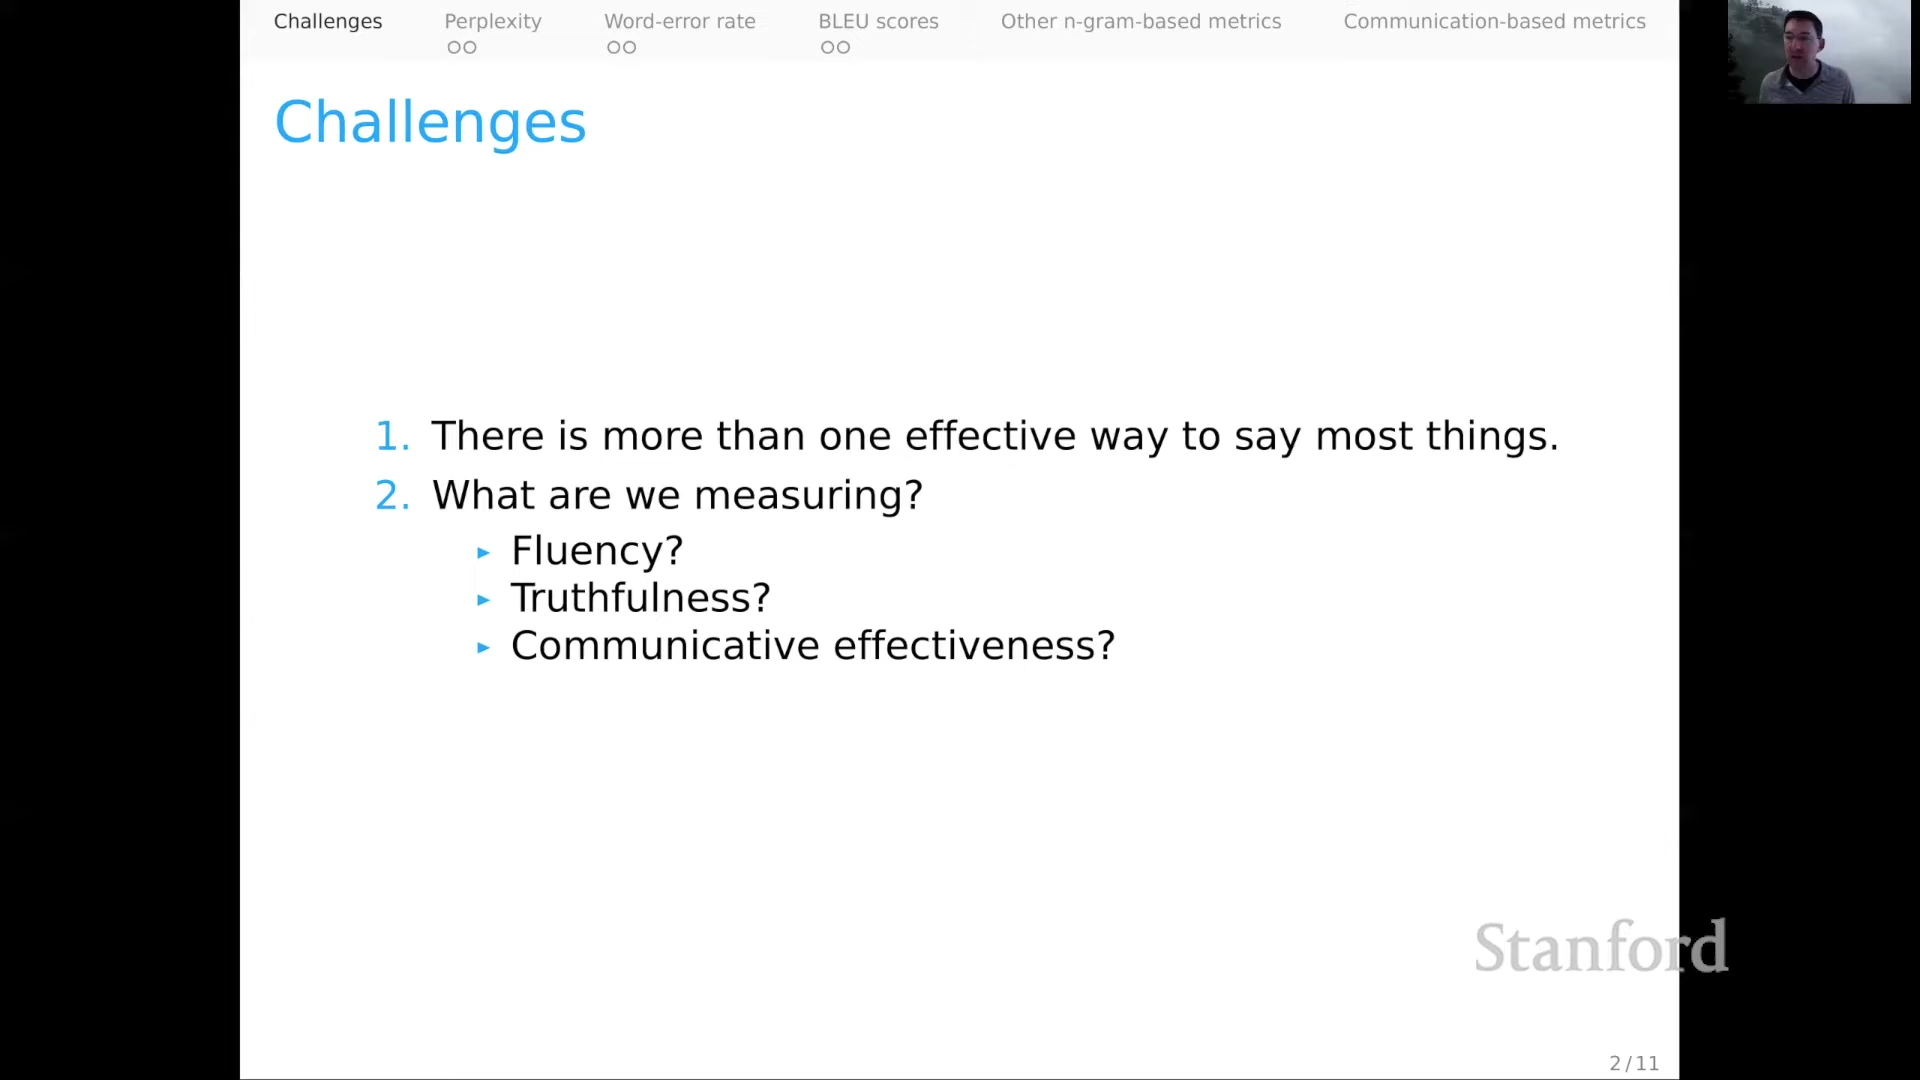 Challenges Perplexity Word-error rate BLEU scores Other n-gram-based metrics Communication-based metrics
Challenges
1. There is more than one effective way to say most things.
2. What are we measuring?
▸ Fluency?
▸ Truthfulness?
▸ Communicative effectiveness?
Stanford
2/11